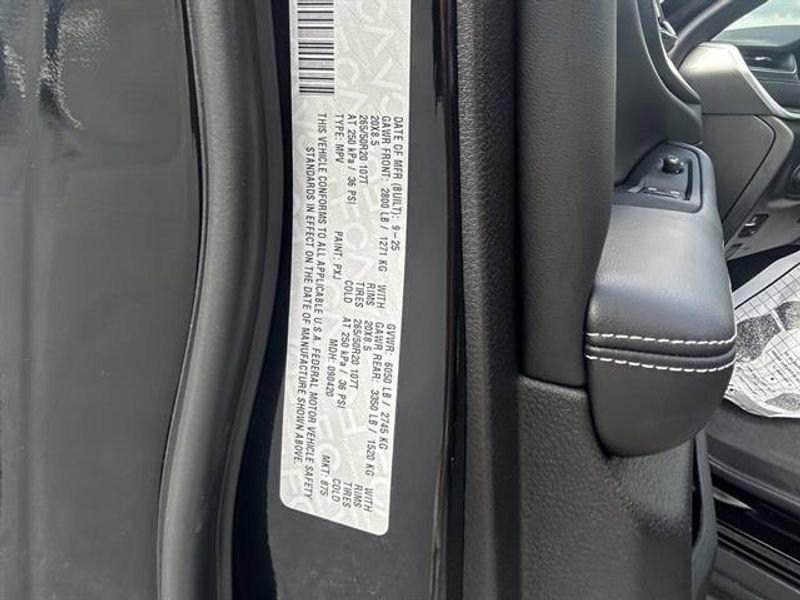 DATE OF MFR (BUILT): 9-25 GVWR: 6050 LB / 2745 KG
GAWR FRONT: 2800 LB / 1271 KG WITH GAWR REAR: 3350 LB / 1520 KG WITH
20X8.5 RIMS 20X8.5 RIMS
265/50R20 107T TIRES 265/50R20 107T TIRES
AT 250 kPa / 36 PSI COLD AT 250 kPa / 36 PSI COLD
TYPE: MPV PAINT: PXJ MDH: 090420 MKT: 875
THIS VEHICLE CONFORMS TO ALL APPLICABLE U.S.A. FEDERAL MOTOR VEHICLE SAFETY
STANDARDS IN EFFECT ON THE DATE OF MANUFACTURE SHOWN ABOVE.